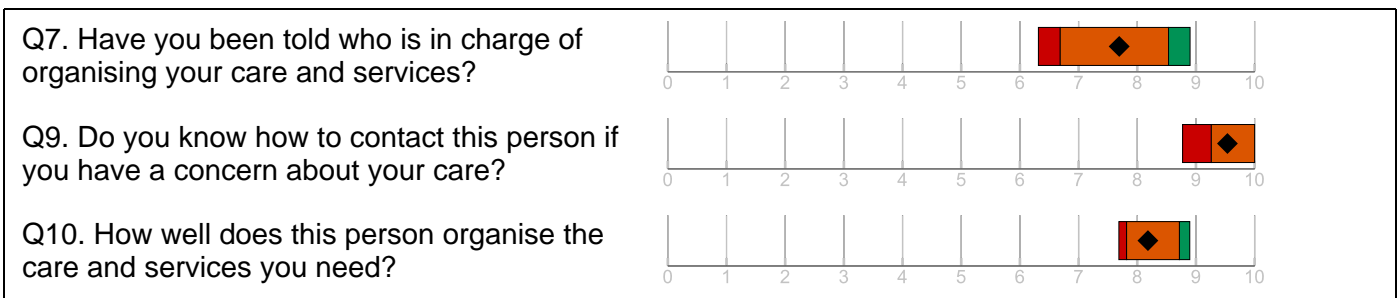 Q7. Have you been told who is in charge of
organising your care and services?
0 1 2 3 4 5 6 7 8 9 10
Q9. Do you know how to contact this person if
you have a concern about your care?
0 1 2 3 4 5 6 7 8 9 10
Q10. How well does this person organise the
care and services you need?
0 1 2 3 4 5 6 7 8 9 10